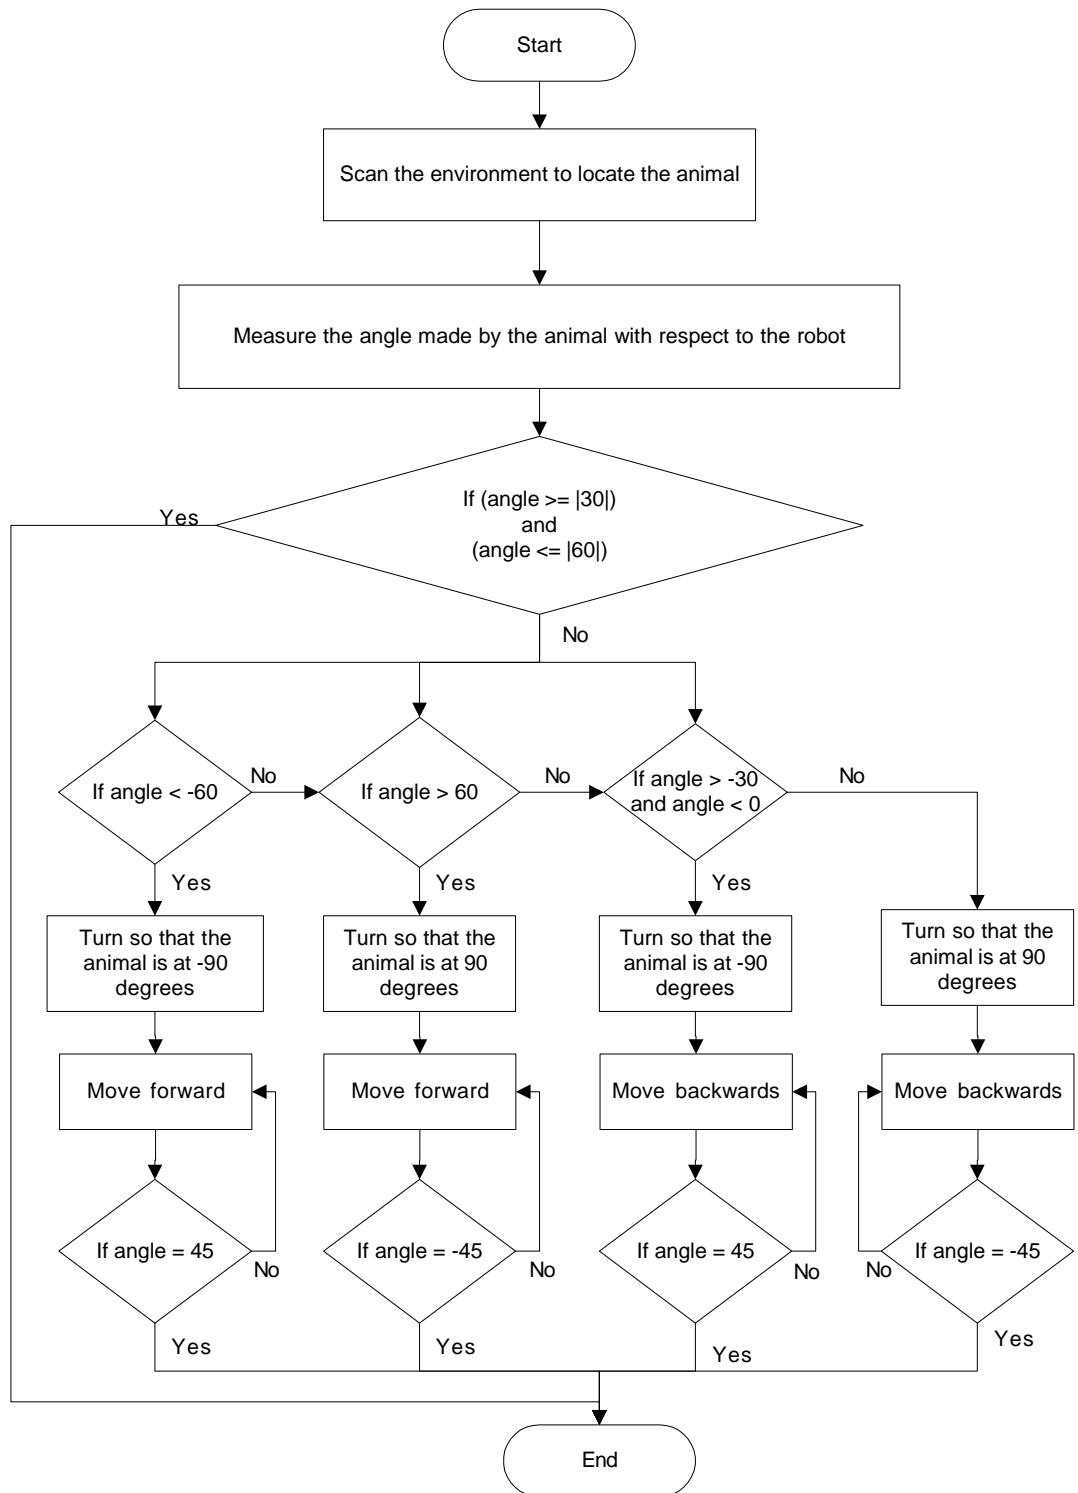 Start
Scan the environment to locate the animal
Measure the angle made by the animal with respect to the robot
If (angle >= |30|)
and
(angle <= |60|)
Yes
No
If angle < -60
No
If angle > 60
No
If angle > -30
and angle < 0
No
Yes
Yes
Yes
Turn so that the
animal is at -90
degrees
Turn so that the
animal is at 90
degrees
Turn so that the
animal is at -90
degrees
Turn so that the
animal is at 90
degrees
Move forward
Move forward
Move backwards
Move backwards
If angle = 45
No
If angle = -45
No
If angle = 45
No
If angle = -45
No
Yes
Yes
Yes
Yes
End